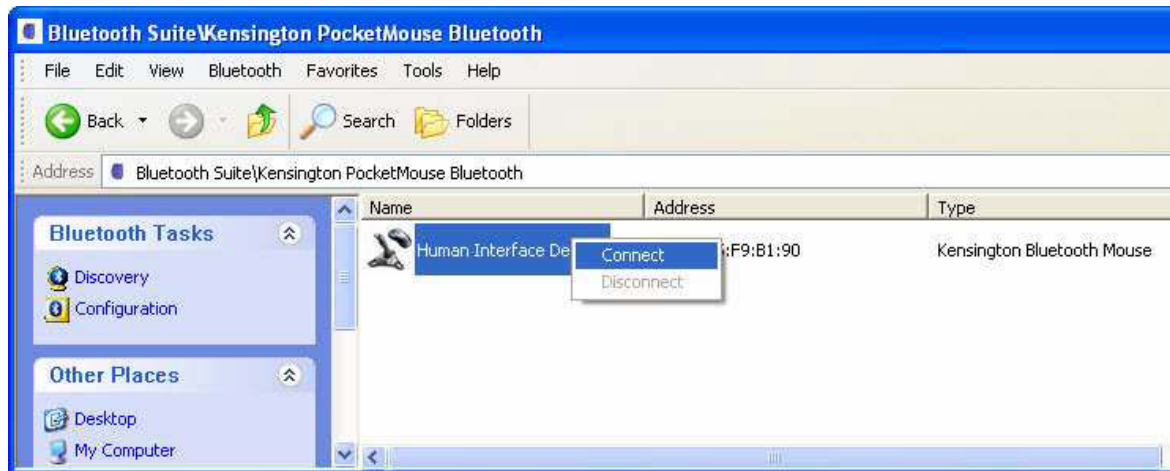 Bluetooth Suite\Kensington PocketMouse Bluetooth
File Edit View Bluetooth Favorites Tools Help
Back Search Folders
Address Bluetooth Suite\Kensington PocketMouse Bluetooth
Name Address Type
Bluetooth Tasks
Human Interface De Connect :F9:B1:90 Kensington Bluetooth Mouse
Discovery
Disconnect
Configuration
Other Places
Desktop
My Computer